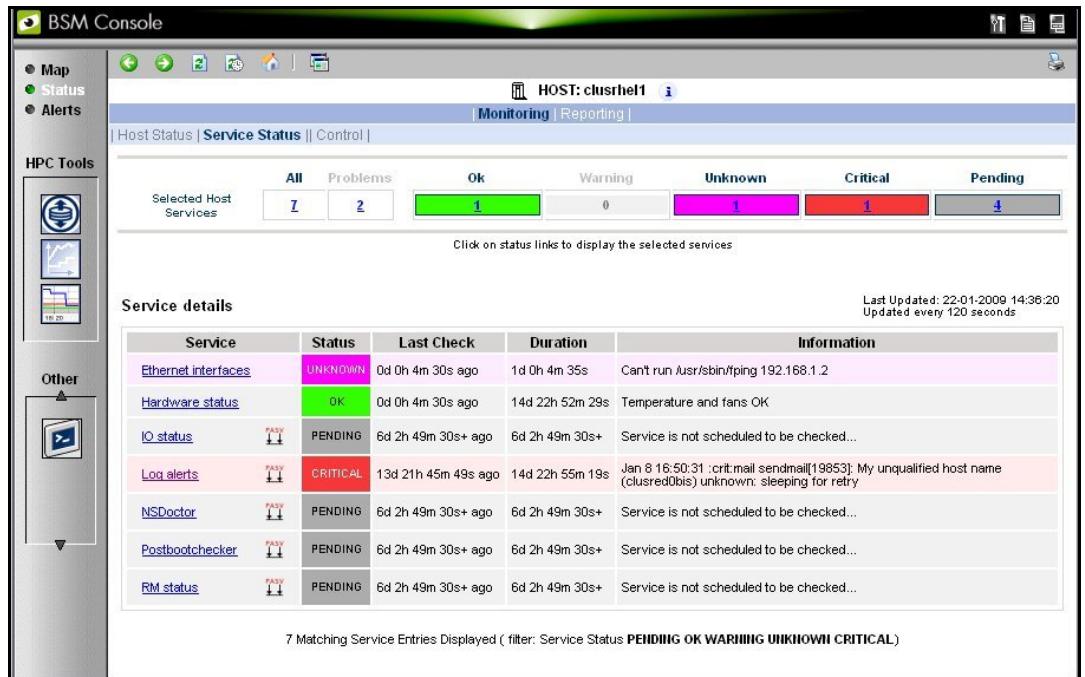 BSM Console
Map
Status
Alerts
HPC Tools
18 20
Other
HOST: clusrhel1 i
| Monitoring | Reporting |
| Host Status | Service Status || Control |
All Problems Ok Warning Unknown Critical Pending
Selected Host Services 7 2 1 0 1 1 4
Click on status links to display the selected services
Service details
Last Updated: 22-01-2009 14:36:20
Updated every 120 seconds
Service Status Last Check Duration Information
Ethernet interfaces UNKNOWN 0d 0h 4m 30s ago 1d 0h 4m 35s Can't run /usr/sbin/fping 192.168.1.2
Hardware status OK 0d 0h 4m 30s ago 14d 22h 52m 29s Temperature and fans OK
IO status PASV PENDING 6d 2h 49m 30s+ ago 6d 2h 49m 30s+ Service is not scheduled to be checked...
Log alerts PASV CRITICAL 13d 21h 45m 49s ago 14d 22h 55m 19s Jan 8 16:50:31 :crit:mail sendmail[19853]: My unqualified host name
(clusred0bis) unknown: sleeping for retry
NSDoctor PASV PENDING 6d 2h 49m 30s+ ago 6d 2h 49m 30s+ Service is not scheduled to be checked...
Postbootchecker PASV PENDING 6d 2h 49m 30s+ ago 6d 2h 49m 30s+ Service is not scheduled to be checked...
RM status PASV PENDING 6d 2h 49m 30s+ ago 6d 2h 49m 30s+ Service is not scheduled to be checked...
7 Matching Service Entries Displayed ( filter: Service Status PENDING OK WARNING UNKNOWN CRITICAL )